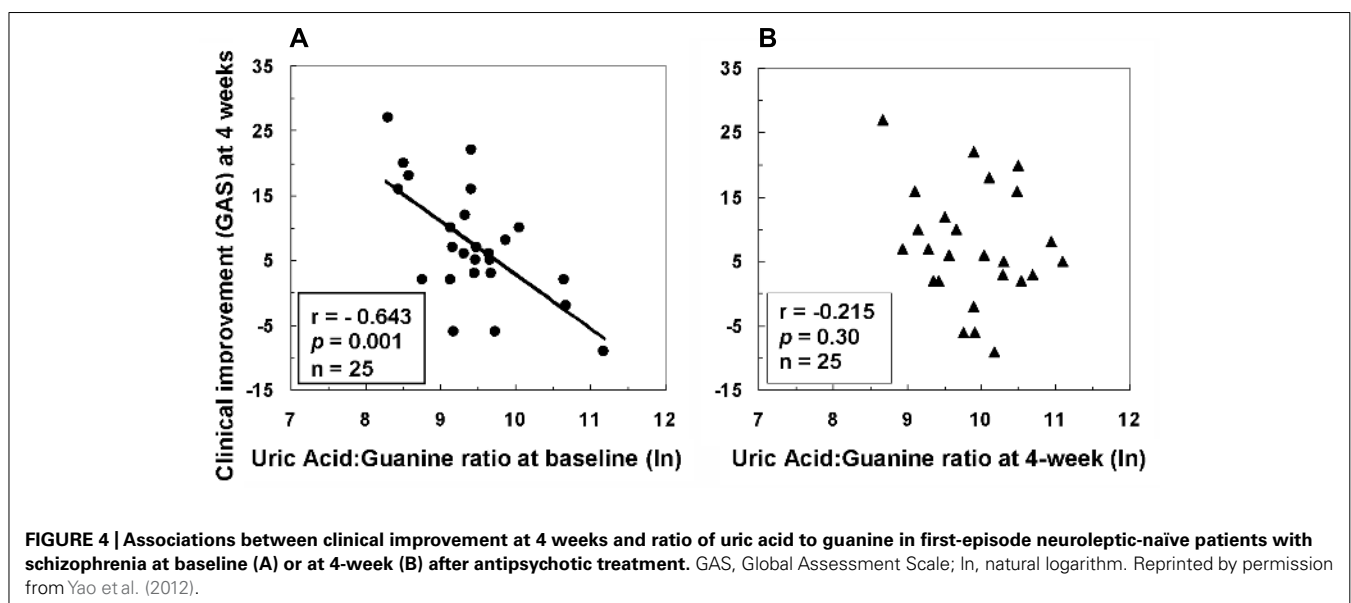 A
B
Clinical improvement (GAS) at 4 weeks
35
25
15
5
-5
-15
r = - 0.643
p = 0.001
n = 25
7 8 9 10 11 12
Uric Acid:Guanine ratio at baseline (ln)
35
25
15
5
-5
-15
r = -0.215
p = 0.30
n = 25
7 8 9 10 11 12
Uric Acid:Guanine ratio at 4-week (ln)
FIGURE 4 | Associations between clinical improvement at 4 weeks and ratio of uric acid to guanine in first-episode neuroleptic-naïve patients with
schizophrenia at baseline (A) or at 4-week (B) after antipsychotic treatment. GAS, Global Assessment Scale; ln, natural logarithm. Reprinted by permission
from Yao et al. (2012).